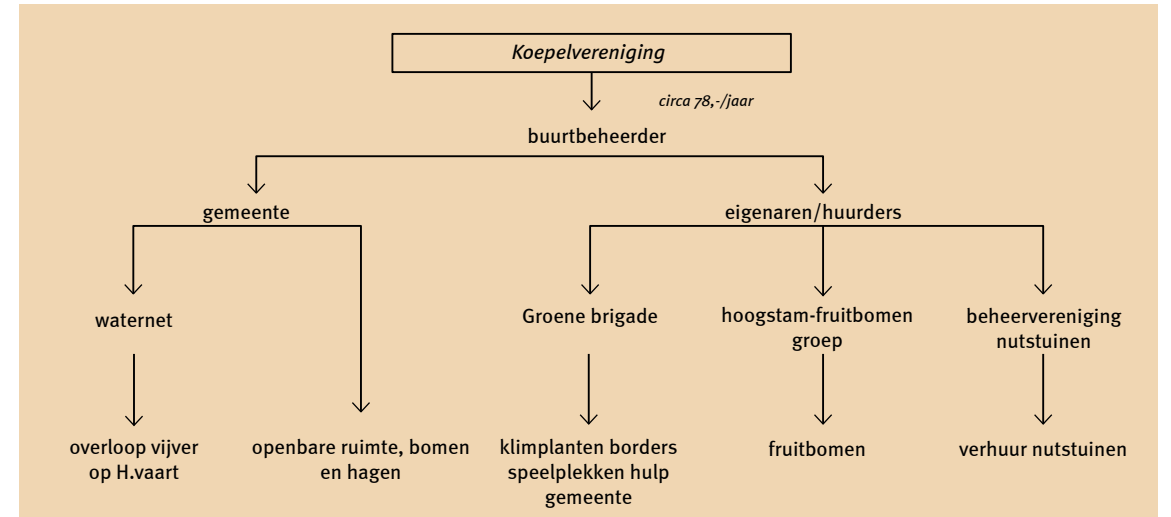 Koepelvereniging
circa 78,-/jaar
buurtbeheerder
gemeente
eigenaren/huurders
waternet
Groene brigade
hoogstam-fruitbomen
groep
beheervereniging
nutstuinen
overloop vijver
op H.vaart
openbare ruimte, bomen
en hagen
klimplanten borders
speelplekken hulp
gemeente
fruitbomen
verhuur nutstuinen